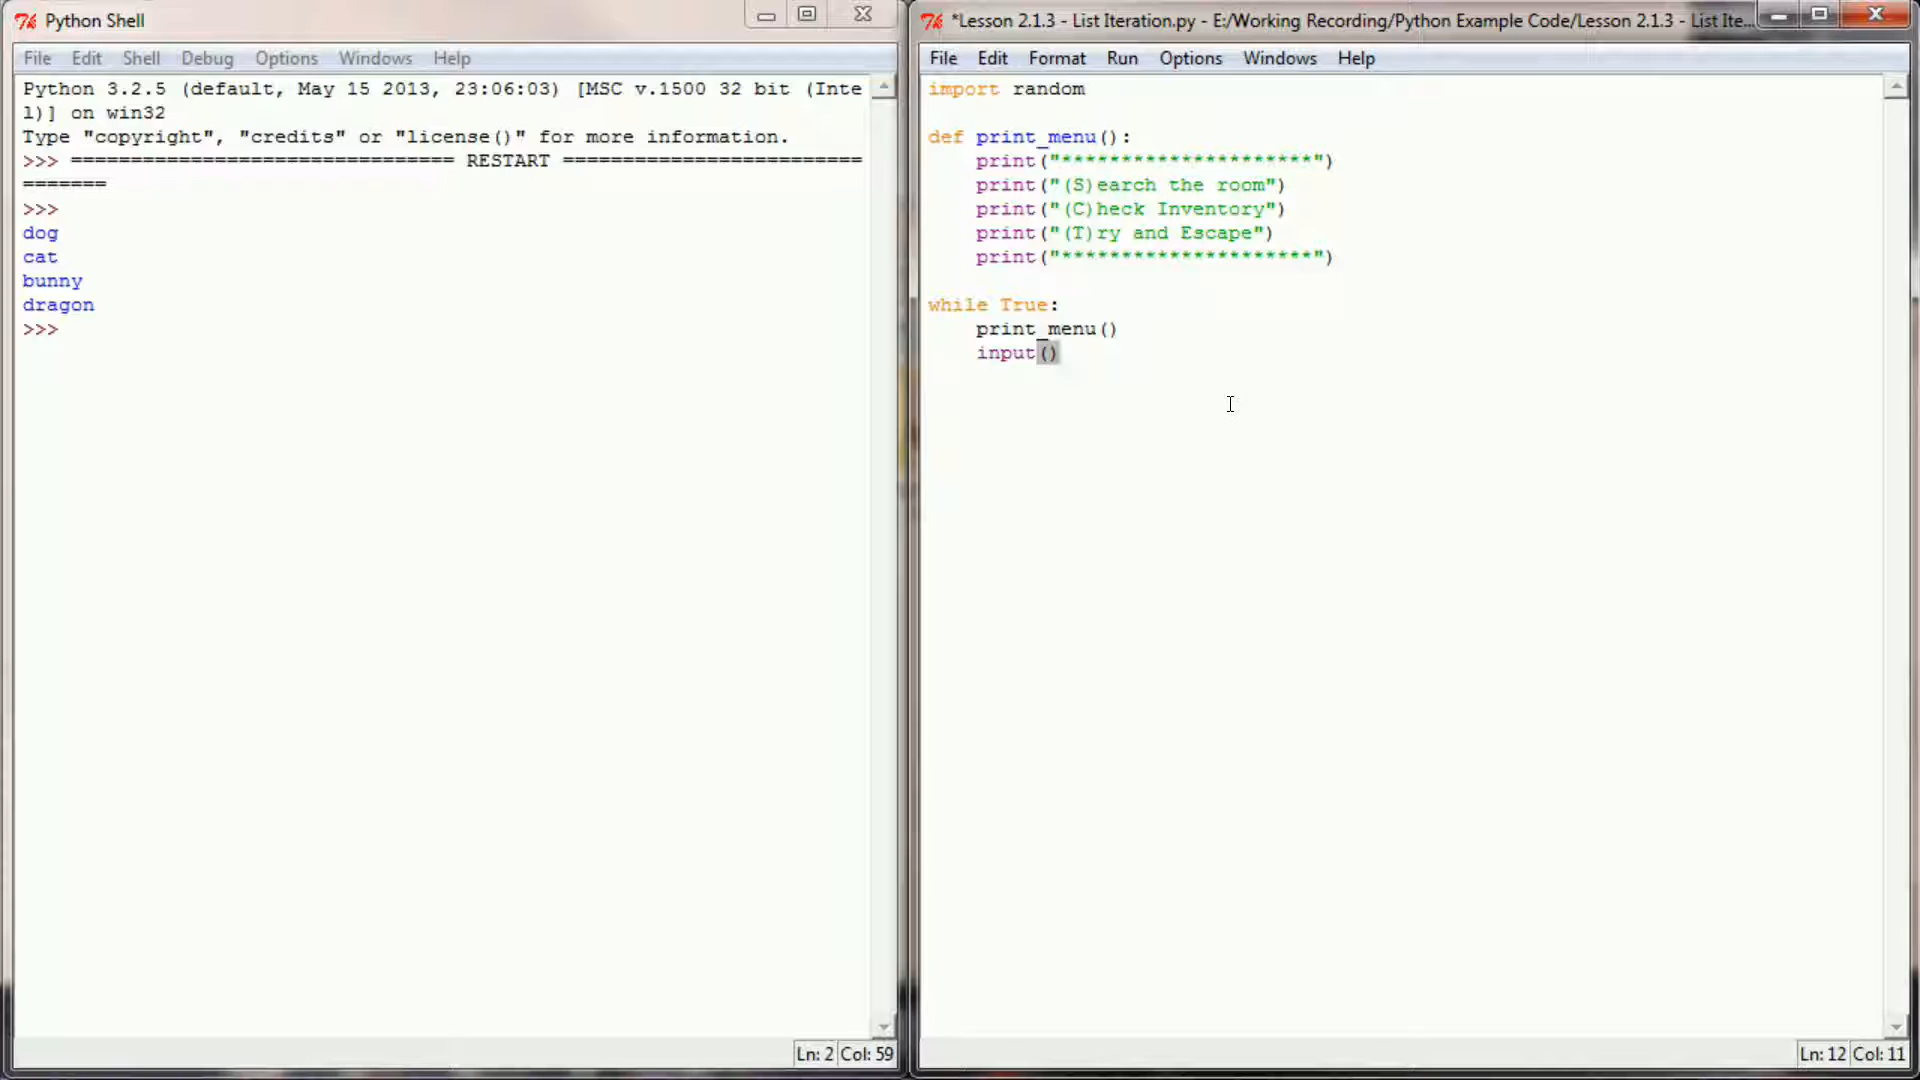 Python Shell
File Edit Shell Debug Options Windows Help
Python 3.2.5 (default, May 15 2013, 23:06:03) [MSC v.1500 32 bit (Inte
l)] on win32
Type "copyright", "credits" or "license()" for more information.
>>> ================================ RESTART =========================
=======
>>>
dog
cat
bunny
dragon
>>>
Ln: 2 Col: 59
*Lesson 2.1.3 - List Iteration.py - E:/Working Recording/Python Example Code/Lesson 2.1.3 - List Ite...
File Edit Format Run Options Windows Help
import random
def print_menu():
    print("*********************")
    print("(S)earch the room")
    print("(C)heck Inventory")
    print("(T)ry and Escape")
    print("*********************")
while True:
    print_menu()
    input()
Ln: 12 Col: 11